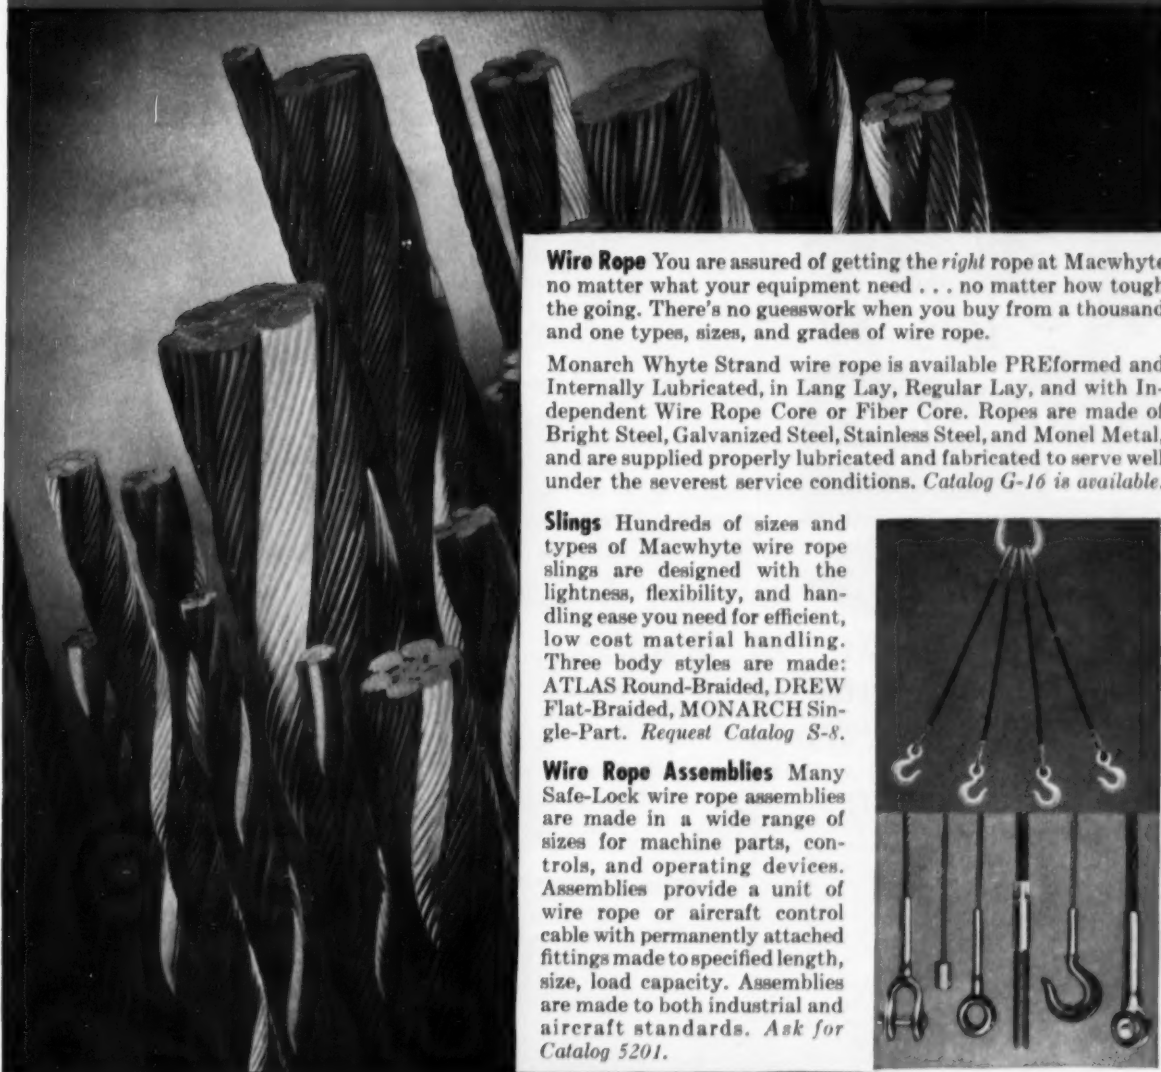 Wire Rope You are assured of getting the right rope at Macwhyte
no matter what your equipment need . . . no matter how tough
the going. There's no guesswork when you buy from a thousand
and one types, sizes, and grades of wire rope.
Monarch Whyte Strand wire rope is available PREformed and
Internally Lubricated, in Lang Lay, Regular Lay, and with In-
dependent Wire Rope Core or Fiber Core. Ropes are made of
Bright Steel, Galvanized Steel, Stainless Steel, and Monel Metal,
and are supplied properly lubricated and fabricated to serve well
under the severest service conditions. Catalog G-16 is available.
Slings Hundreds of sizes and
types of Macwhyte wire rope
slings are designed with the
lightness, flexibility, and han-
dling ease you need for efficient,
low cost material handling.
Three body styles are made:
ATLAS Round-Braided, DREW
Flat-Braided, MONARCH Sin-
gle-Part. Request Catalog S-8.
Wire Rope Assemblies Many
Safe-Lock wire rope assemblies
are made in a wide range of
sizes for machine parts, con-
trols, and operating devices.
Assemblies provide a unit of
wire rope or aircraft control
cable with permanently attached
fittings made to specified length,
size, load capacity. Assemblies
are made to both industrial and
aircraft standards. Ask for
Catalog 5201.